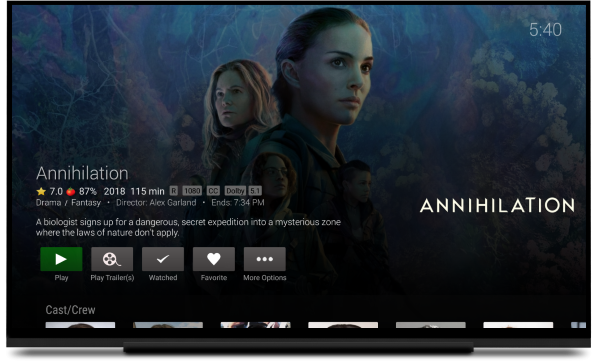 5:40
Annihilation
7.0 87% 2018 115 min R 1080 CC Dolby 5.1
Drama / Fantasy • Director: Alex Garland • Ends: 7:34 PM
ANNIHILATION
A biologist signs up for a dangerous, secret expedition into a mysterious zone
where the laws of nature don't apply.
Play Play Trailer(s) Watched Favorite More Options
Cast/Crew